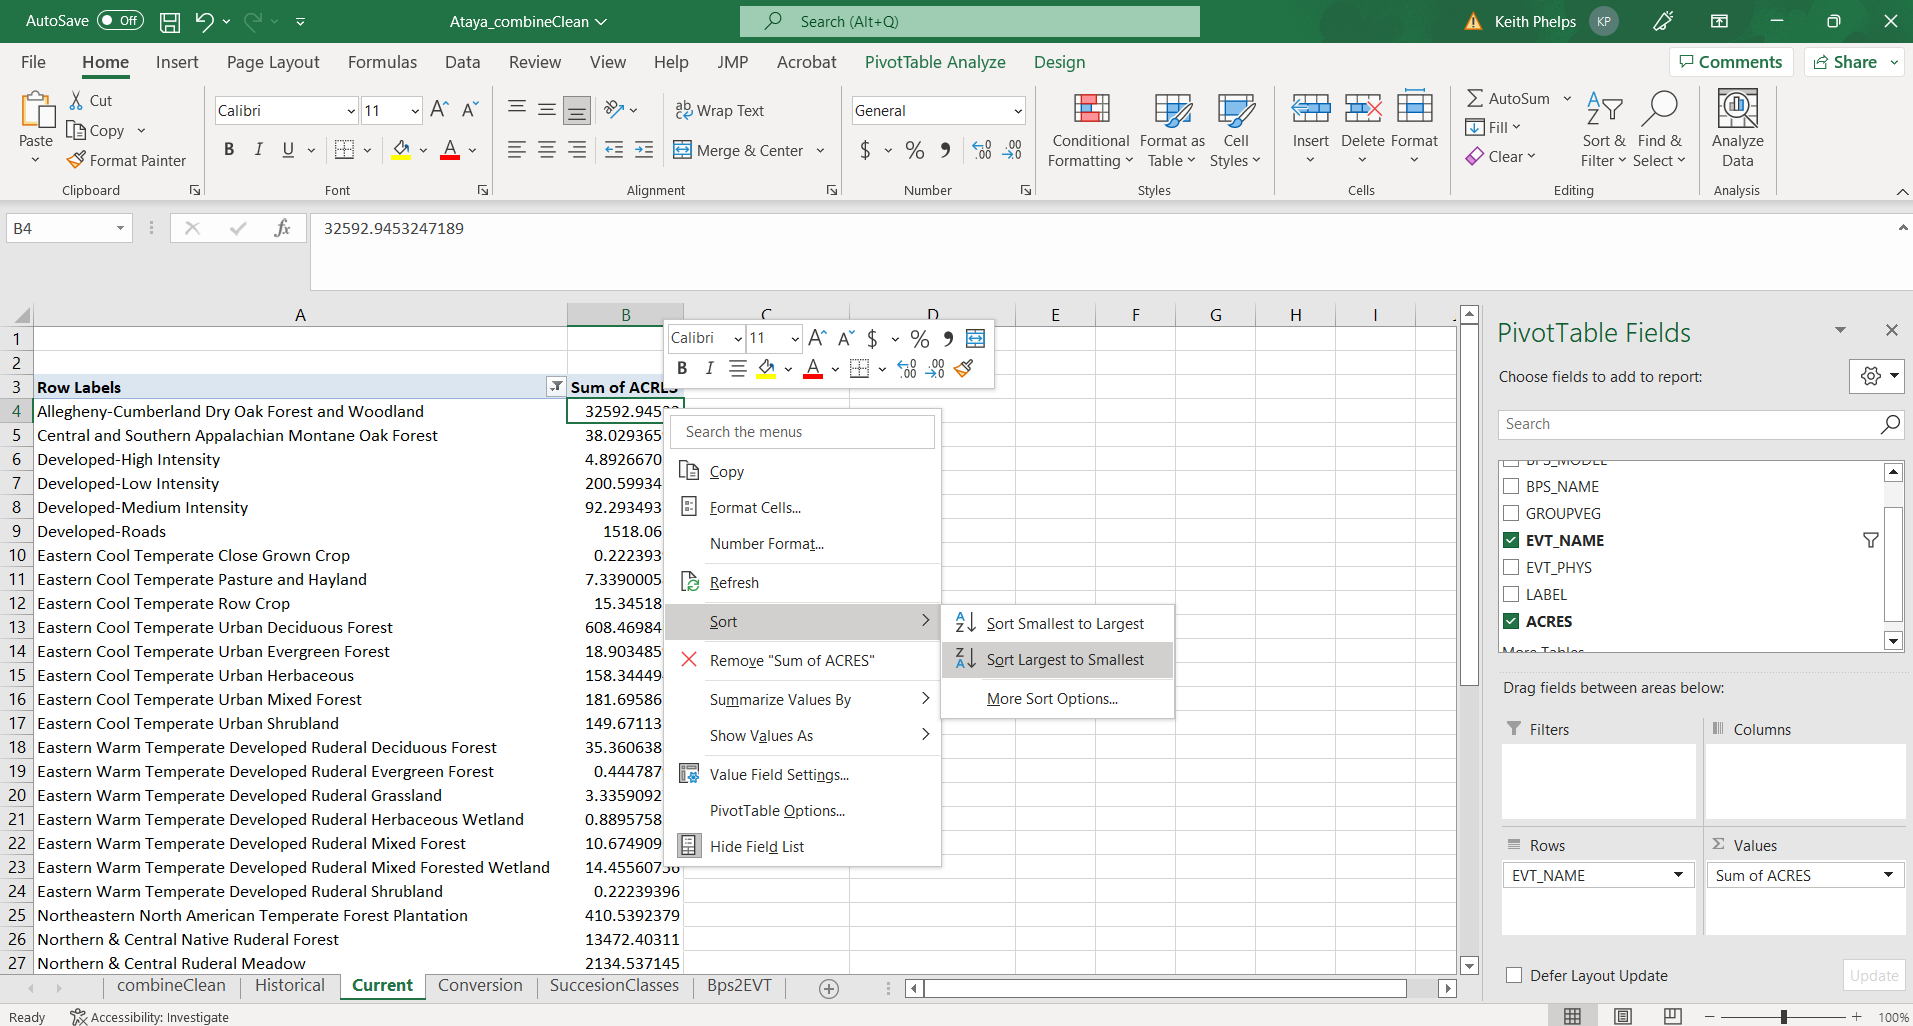 AutoSave Off Ataya_combineClean Search (Alt+Q) Keith Phelps KP
File Home Insert Page Layout Formulas Data Review View Help JMP Acrobat PivotTable Analyze Design Comments Share
Paste
Cut
Copy
Format Painter
Clipboard
Calibri 11
B I U A
Font
Wrap Text
Merge & Center
Alignment
General
$ % ,
Number
Conditional Formatting
Format as Table
Cell Styles
Styles
Insert Delete Format
Cells
AutoSum
Fill
Clear
Sort & Filter
Find & Select
Editing
Analyze Data
Analysis
B4 fx 32592.9453247189
A B C D E F G H I
1
2
3 Row Labels Sum of ACRES
4 Allegheny-Cumberland Dry Oak Forest and Woodland 32592.9453
5 Central and Southern Appalachian Montane Oak Forest 38.029365
6 Developed-High Intensity 4.8926670
7 Developed-Low Intensity 200.59934
8 Developed-Medium Intensity 92.293493
9 Developed-Roads 1518.06
10 Eastern Cool Temperate Close Grown Crop 0.222393
11 Eastern Cool Temperate Pasture and Hayland 7.3390005
12 Eastern Cool Temperate Row Crop 15.34518
13 Eastern Cool Temperate Urban Deciduous Forest 608.46984
14 Eastern Cool Temperate Urban Evergreen Forest 18.903485
15 Eastern Cool Temperate Urban Herbaceous 158.34449
16 Eastern Cool Temperate Urban Mixed Forest 181.69586
17 Eastern Cool Temperate Urban Shrubland 149.67113
18 Eastern Warm Temperate Developed Ruderal Deciduous Forest 35.360638
19 Eastern Warm Temperate Developed Ruderal Evergreen Forest 0.444787
20 Eastern Warm Temperate Developed Ruderal Grassland 3.3359092
21 Eastern Warm Temperate Developed Ruderal Herbaceous Wetland 0.8895758
22 Eastern Warm Temperate Developed Ruderal Mixed Forest 10.674909
23 Eastern Warm Temperate Developed Ruderal Mixed Forested Wetland 14.45560756
24 Eastern Warm Temperate Developed Ruderal Shrubland 0.22239396
25 Northeastern North American Temperate Forest Plantation 410.5392379
26 Northern & Central Native Ruderal Forest 13472.40311
27 Northern & Central Ruderal Meadow 2134.537145
Calibri 11 A A $ % ,
B I A
Search the menus
Copy
Format Cells...
Number Format...
Refresh
Sort
Remove "Sum of ACRES"
Summarize Values By
Show Values As
Value Field Settings...
PivotTable Options...
Hide Field List
Sort Smallest to Largest
Sort Largest to Smallest
More Sort Options...
PivotTable Fields
Choose fields to add to report:
Search
BPS_MODEL
BPS_NAME
GROUPVEG
EVT_NAME
EVT_PHYS
LABEL
ACRES
More Tables...
Drag fields between areas below:
Filters Columns
Rows Σ Values
EVT_NAME Sum of ACRES
Defer Layout Update Update
combineClean Historical Current Conversion SuccesionClasses Bps2EVT
Ready Accessibility: Investigate 100%